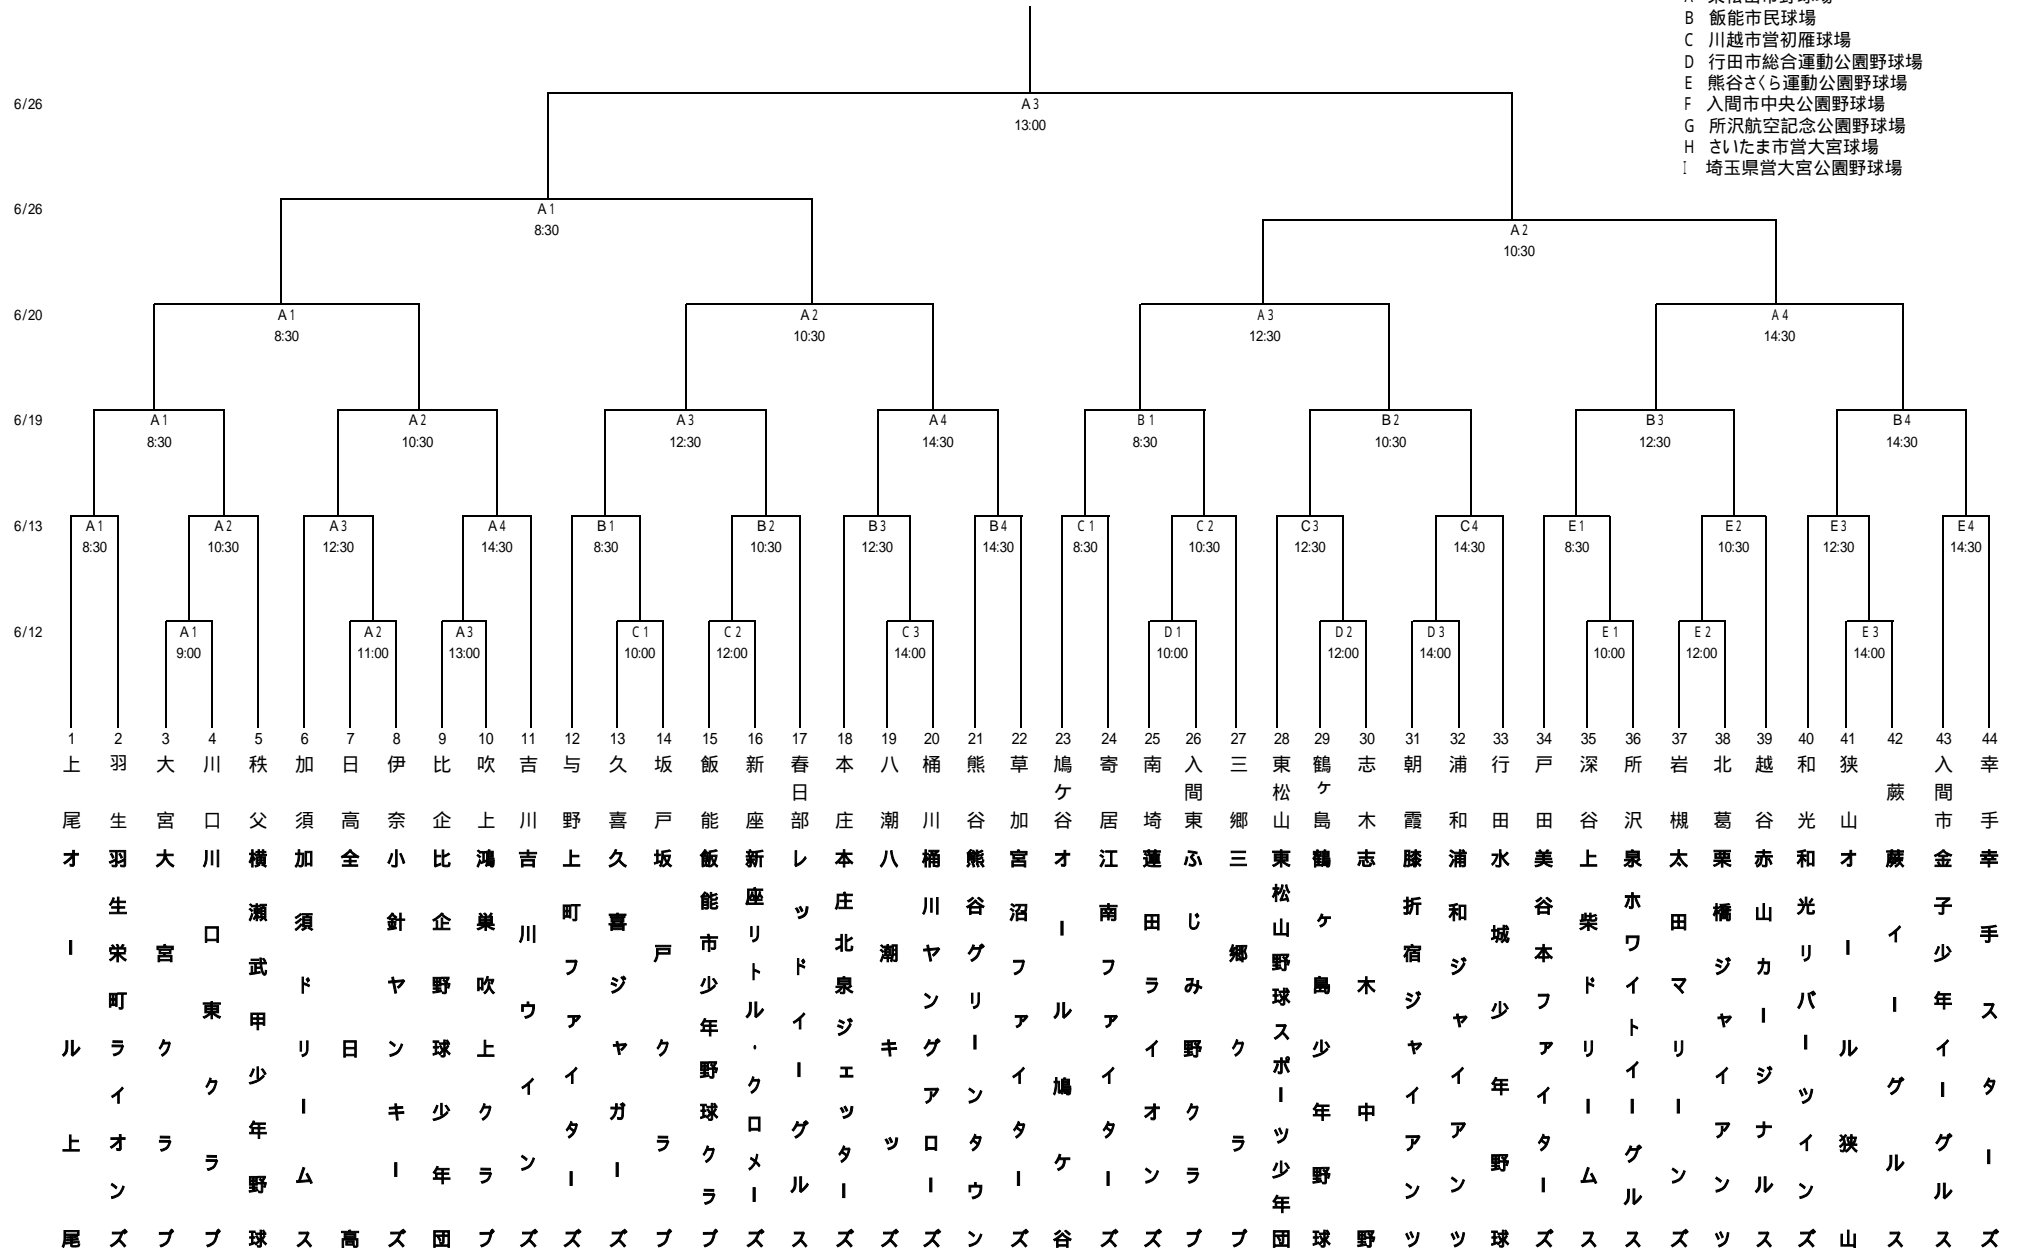 B 飯能市民球場
C 川越市営初雁球場
D 行田市総合運動公園野球場
E 熊谷さくら運動公園野球場
F 入間市中央公園野球場
G 所沢航空記念公園野球場
H さいたま市営大宮球場
I 埼玉県営大宮公園野球場
6/26
A3
13:00
6/26
A1
8:30
A2
10:30
6/20
A1
8:30
A2
10:30
A3
12:30
A4
14:30
6/19
A1
8:30
A2
10:30
A3
12:30
A4
14:30
B1
8:30
B2
10:30
B3
12:30
B4
14:30
6/13
A1
8:30
A2
10:30
A3
12:30
A4
14:30
B1
8:30
B2
10:30
B3
12:30
B4
14:30
C1
8:30
C2
10:30
C3
12:30
C4
14:30
E1
8:30
E2
10:30
E3
12:30
E4
14:30
6/12
A1
9:00
A2
11:00
A3
13:00
C1
10:00
C2
12:00
C3
14:00
D1
10:00
D2
12:00
D3
14:00
E1
10:00
E2
12:00
E3
14:00
1 上尾 オール上尾
2 羽生 羽生栄町ライオンズ
3 大宮 大宮クラブ
4 川口 川口東クラブ
5 秩父 横瀬武甲少年野球
6 加須 加須ドリームス
7 日高 全日高
8 伊奈 小針ヤンキーズ
9 比企 比企野球少年団
10 吹上 鴻巣吹上クラブ
11 吉川 吉川ウインズ
12 与野 上町ファイターズ
13 久喜 久喜ジャガーズ
14 坂戸 坂戸クラブ
15 飯能 飯能市少年野球クラブ
16 新座 新座リトル・クロメーズ
17 春日部 レッドイーグルス
18 本庄 本庄北泉ジェッターズ
19 八潮 八潮キッズ
20 桶川 桶川ヤングアローズ
21 熊谷 熊谷グリーンタウン
22 草加 宮沼ファイターズ
23 鳩ケ谷 オール鳩ケ谷
24 寄居 江南ファイターズ
25 南埼 蓮田ライオンズ
26 入間東 ふじみ野クラブ
27 三郷 三郷クラブ
28 東松山 東松山野球スポーツ少年団
29 鶴ヶ島 鶴ヶ島少年野球
30 志木 志木中野
31 朝霞 膝折宿ジャイアンツ
32 浦和 浦和ジャイアンツ
33 行田 水城少年野球
34 戸田 美谷本ファイターズ
35 深谷 上柴ドリームス
36 所沢 泉ホワイトイーグルス
37 岩槻 太田マリーンズ
38 北葛 栗橋ジャイアンツ
39 越谷 赤山カージナルス
40 和光 和光リバーツインズ
41 狭山 オール狭山
42 蕨 蕨イーグルス
43 入間市 金子少年イーグルス
44 幸手 幸手スターズ